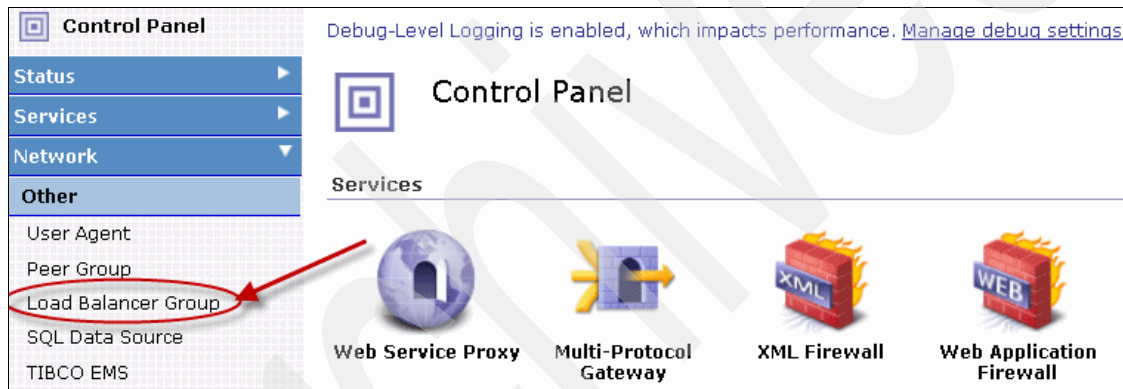 Control Panel
Status
Services
Network
Other
User Agent
Peer Group
Load Balancer Group
SQL Data Source
TIBCO EMS
Debug-Level Logging is enabled, which impacts performance. Manage debug settings
Control Panel
Services
XML
WEB
Web Service Proxy
Multi-Protocol
Gateway
XML Firewall
Web Application
Firewall